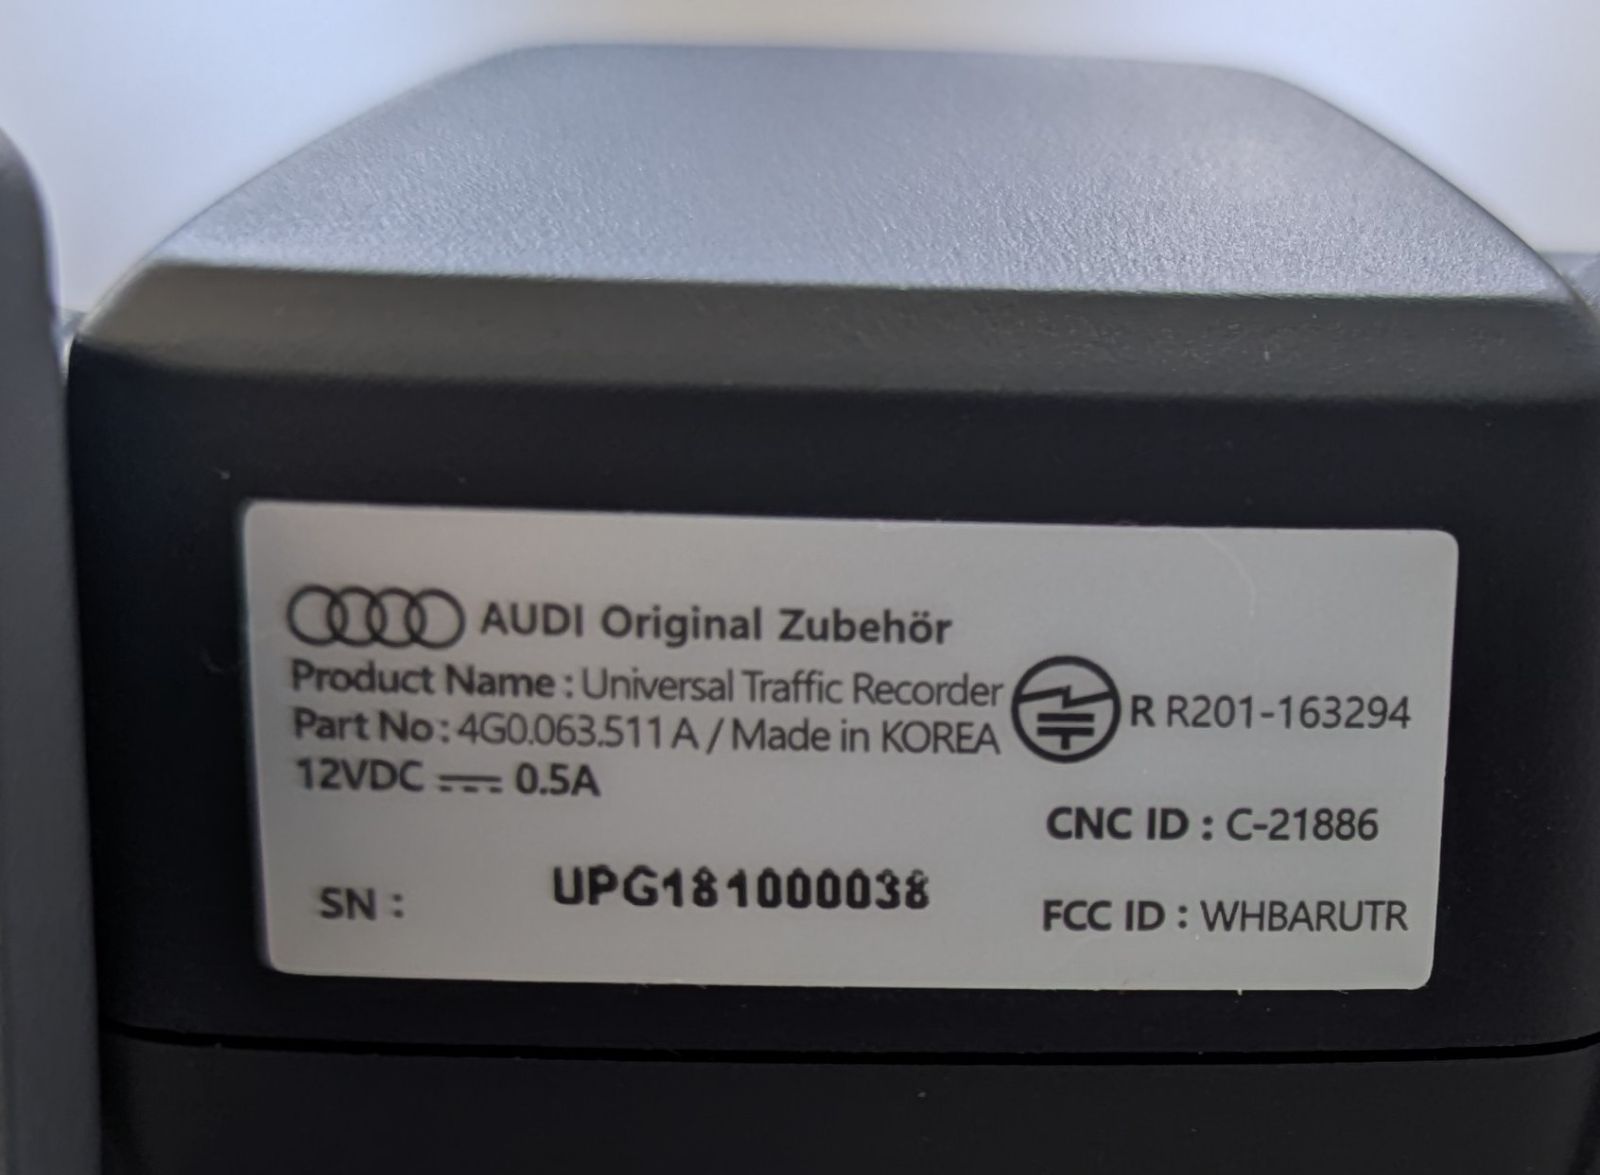 AUDI Original Zubehör
Product Name : Universal Traffic Recorder
Part No : 4G0.063.511 A / Made in KOREA
12VDC 0.5A
R R201-163294
CNC ID : C-21886
SN : UPG181000038
FCC ID : WHBARUTR